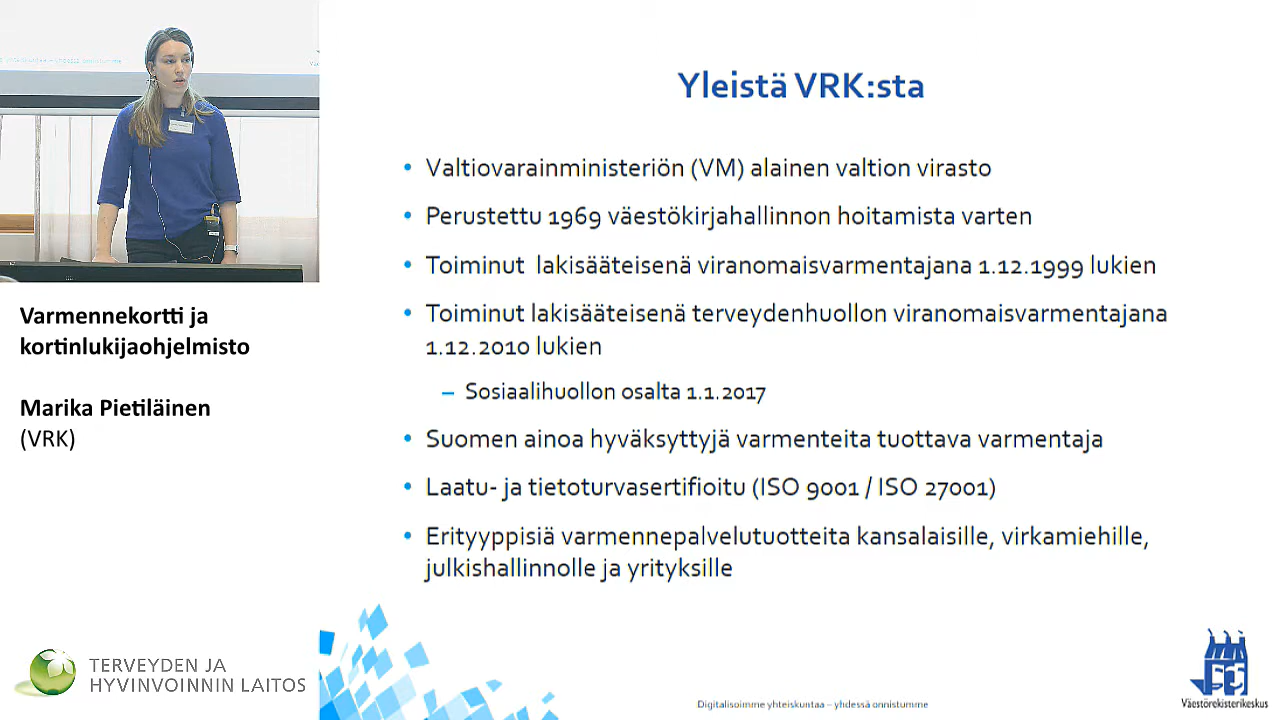 Yleistä VRK:sta
• Valtiovarainministeriön (VM) alainen valtion virasto
• Perustettu 1969 väestökirjahallinnon hoitamista varten
• Toiminut lakisääteisenä viranomaisvarmentajana 1.12.1999 lukien
• Toiminut lakisääteisenä terveydenhuollon viranomaisvarmentajana
1.12.2010 lukien
– Sosiaalihuollon osalta 1.1.2017
• Suomen ainoa hyväksyttyjä varmenteita tuottava varmentaja
• Laatu- ja tietoturvasertifioitu (ISO 9001 / ISO 27001)
• Erityyppisiä varmennepalvelutuotteita kansalaisille, virkamiehille,
julkishallinnolle ja yrityksille
Varmennekortti ja
kortinlukijaohjelmisto
Marika Pietiläinen
(VRK)
TERVEYDEN JA
HYVINVOINNIN LAITOS
Digitalisoimme yhteiskuntaa – yhdessä onnistumme
Väestörekisterikeskus